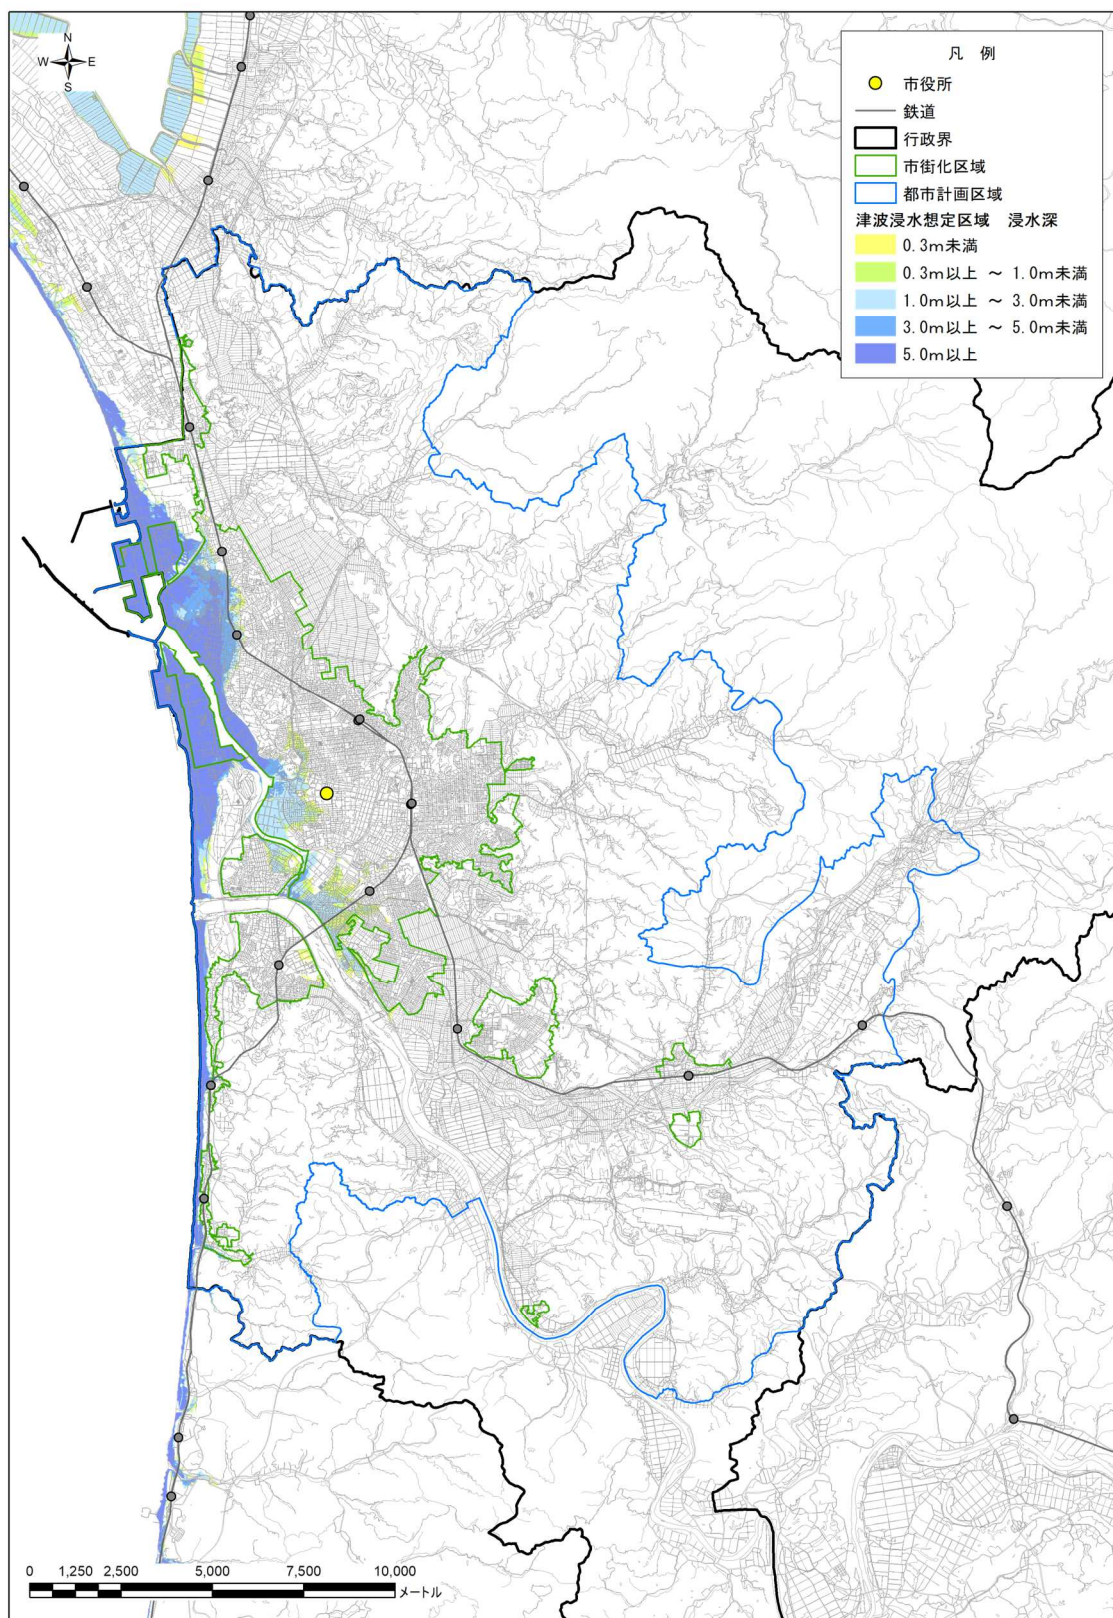 N
W E
S
凡 例
市役所
鉄道
行政界
市街化区域
都市計画区域
津波浸水想定区域 浸水深
0.3m未満
0.3m以上 ～ 1.0m未満
1.0m以上 ～ 3.0m未満
3.0m以上 ～ 5.0m未満
5.0m以上
0 1,250 2,500 5,000 7,500 10,000
メートル